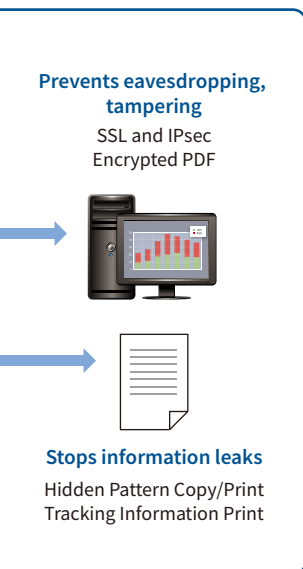 Prevents eavesdropping,
tampering
SSL and IPsec
Encrypted PDF
Stops information leaks
Hidden Pattern Copy/Print
Tracking Information Print